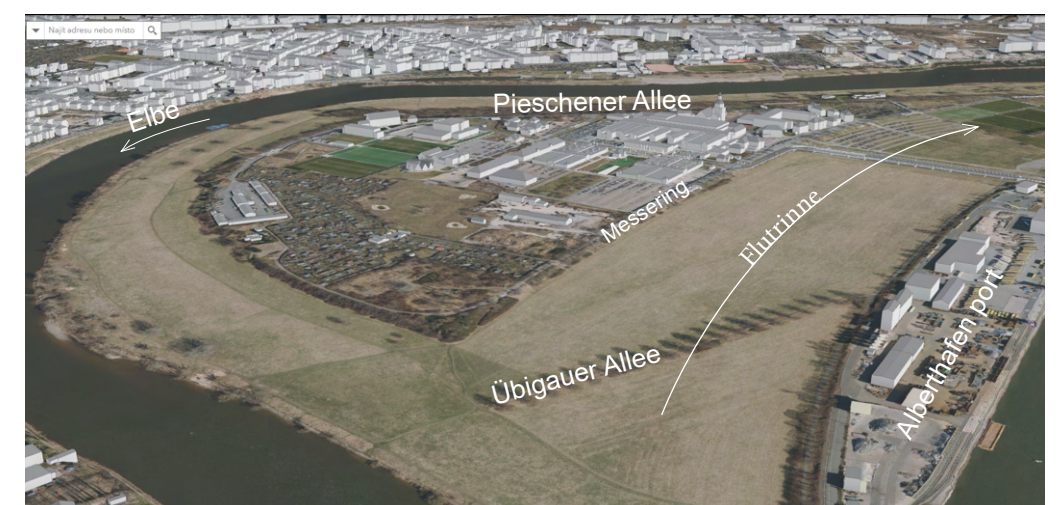 Najít adresu nebo místo
Elbe
Pieschener Allee
Messering
Flutrinne
Übigauer Allee
Alberthafen port